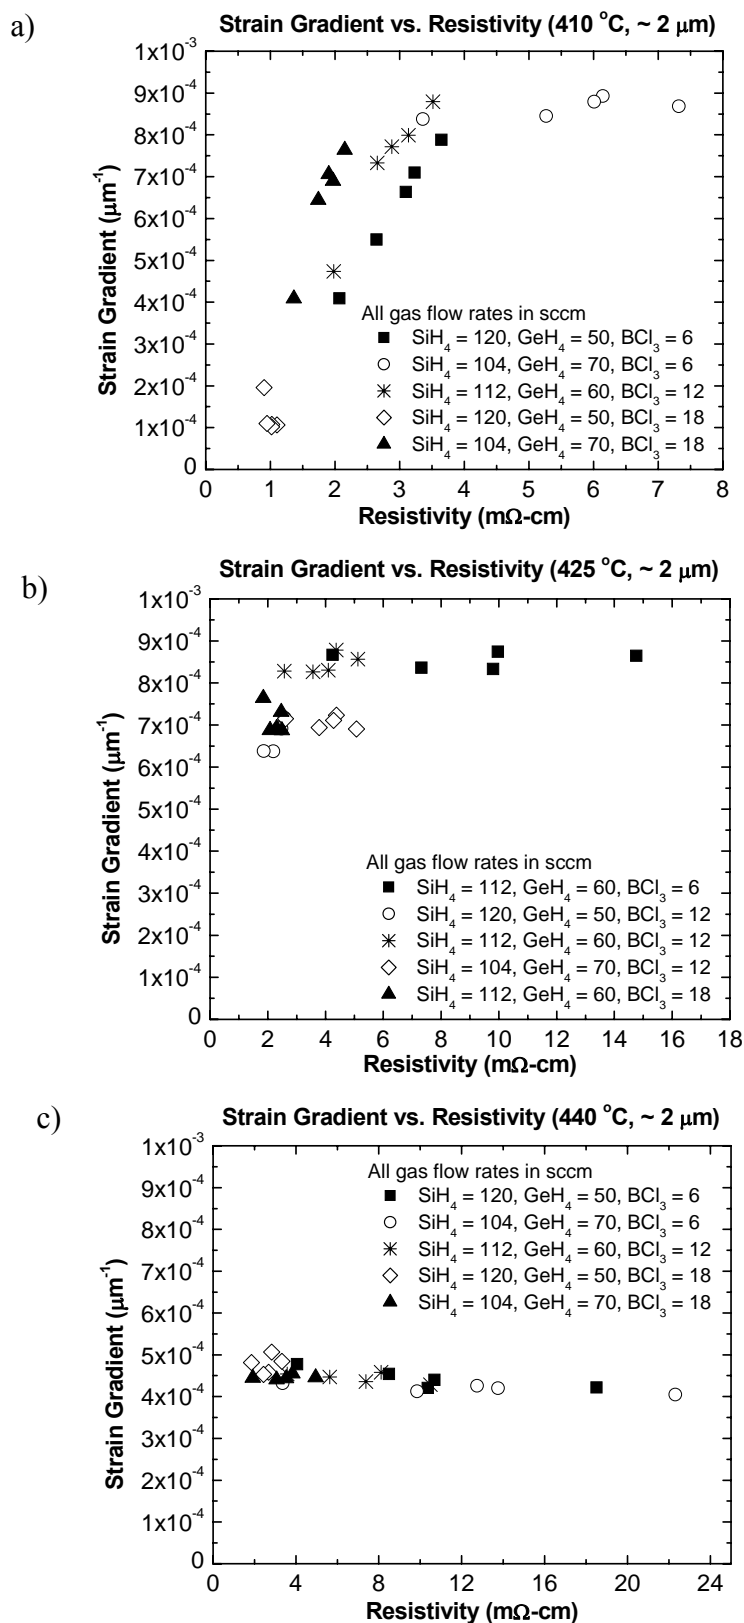 a)
Strain Gradient vs. Resistivity (410 °C, ~ 2 μm)
1x10⁻³
9x10⁻⁴
8x10⁻⁴
7x10⁻⁴
6x10⁻⁴
5x10⁻⁴
4x10⁻⁴
3x10⁻⁴
2x10⁻⁴
1x10⁻⁴
0
Strain Gradient (μm⁻¹)
All gas flow rates in sccm
SiH₄ = 120, GeH₄ = 50, BCl₃ = 6
SiH₄ = 104, GeH₄ = 70, BCl₃ = 6
SiH₄ = 112, GeH₄ = 60, BCl₃ = 12
SiH₄ = 120, GeH₄ = 50, BCl₃ = 18
SiH₄ = 104, GeH₄ = 70, BCl₃ = 18
0 1 2 3 4 5 6 7 8
Resistivity (mΩ-cm)
b)
Strain Gradient vs. Resistivity (425 °C, ~ 2 μm)
1x10⁻³
9x10⁻⁴
8x10⁻⁴
7x10⁻⁴
6x10⁻⁴
5x10⁻⁴
4x10⁻⁴
3x10⁻⁴
2x10⁻⁴
1x10⁻⁴
0
Strain Gradient (μm⁻¹)
All gas flow rates in sccm
SiH₄ = 112, GeH₄ = 60, BCl₃ = 6
SiH₄ = 120, GeH₄ = 50, BCl₃ = 12
SiH₄ = 112, GeH₄ = 60, BCl₃ = 12
SiH₄ = 104, GeH₄ = 70, BCl₃ = 12
SiH₄ = 112, GeH₄ = 60, BCl₃ = 18
0 2 4 6 8 10 12 14 16 18
Resistivity (mΩ-cm)
c)
Strain Gradient vs. Resistivity (440 °C, ~ 2 μm)
1x10⁻³
9x10⁻⁴
8x10⁻⁴
7x10⁻⁴
6x10⁻⁴
5x10⁻⁴
4x10⁻⁴
3x10⁻⁴
2x10⁻⁴
1x10⁻⁴
0
Strain Gradient (μm⁻¹)
All gas flow rates in sccm
SiH₄ = 120, GeH₄ = 50, BCl₃ = 6
SiH₄ = 104, GeH₄ = 70, BCl₃ = 6
SiH₄ = 112, GeH₄ = 60, BCl₃ = 12
SiH₄ = 120, GeH₄ = 50, BCl₃ = 18
SiH₄ = 104, GeH₄ = 70, BCl₃ = 18
0 4 8 12 16 20 24
Resistivity (mΩ-cm)